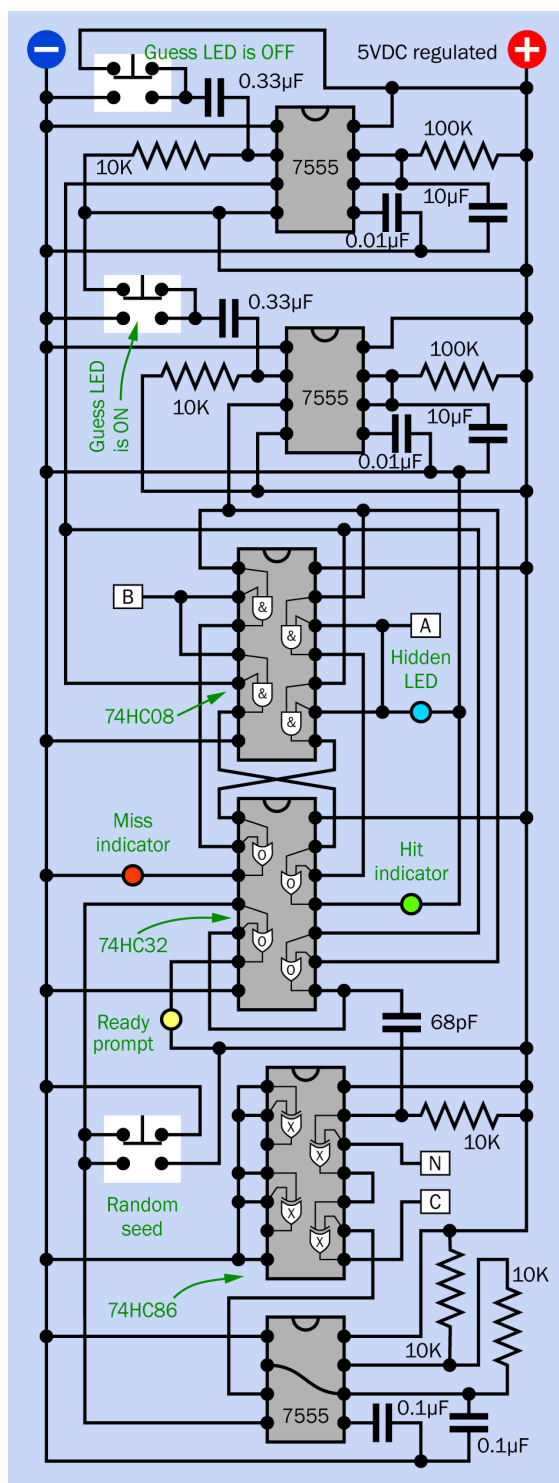 −
Guess LED is OFF
5VDC regulated
+
0.33µF
7555
100K
10K
10µF
0.01µF
0.33µF
Guess LED
is ON
7555
100K
10K
10µF
0.01µF
B
&
&
A
Hidden
LED
&
&
74HC08
Miss
indicator
O
O
Hit
indicator
74HC32
O
O
Ready
prompt
68pF
X
X
10K
N
Random
seed
X
X
C
74HC86
10K
10K
7555
0.1µF
0.1µF